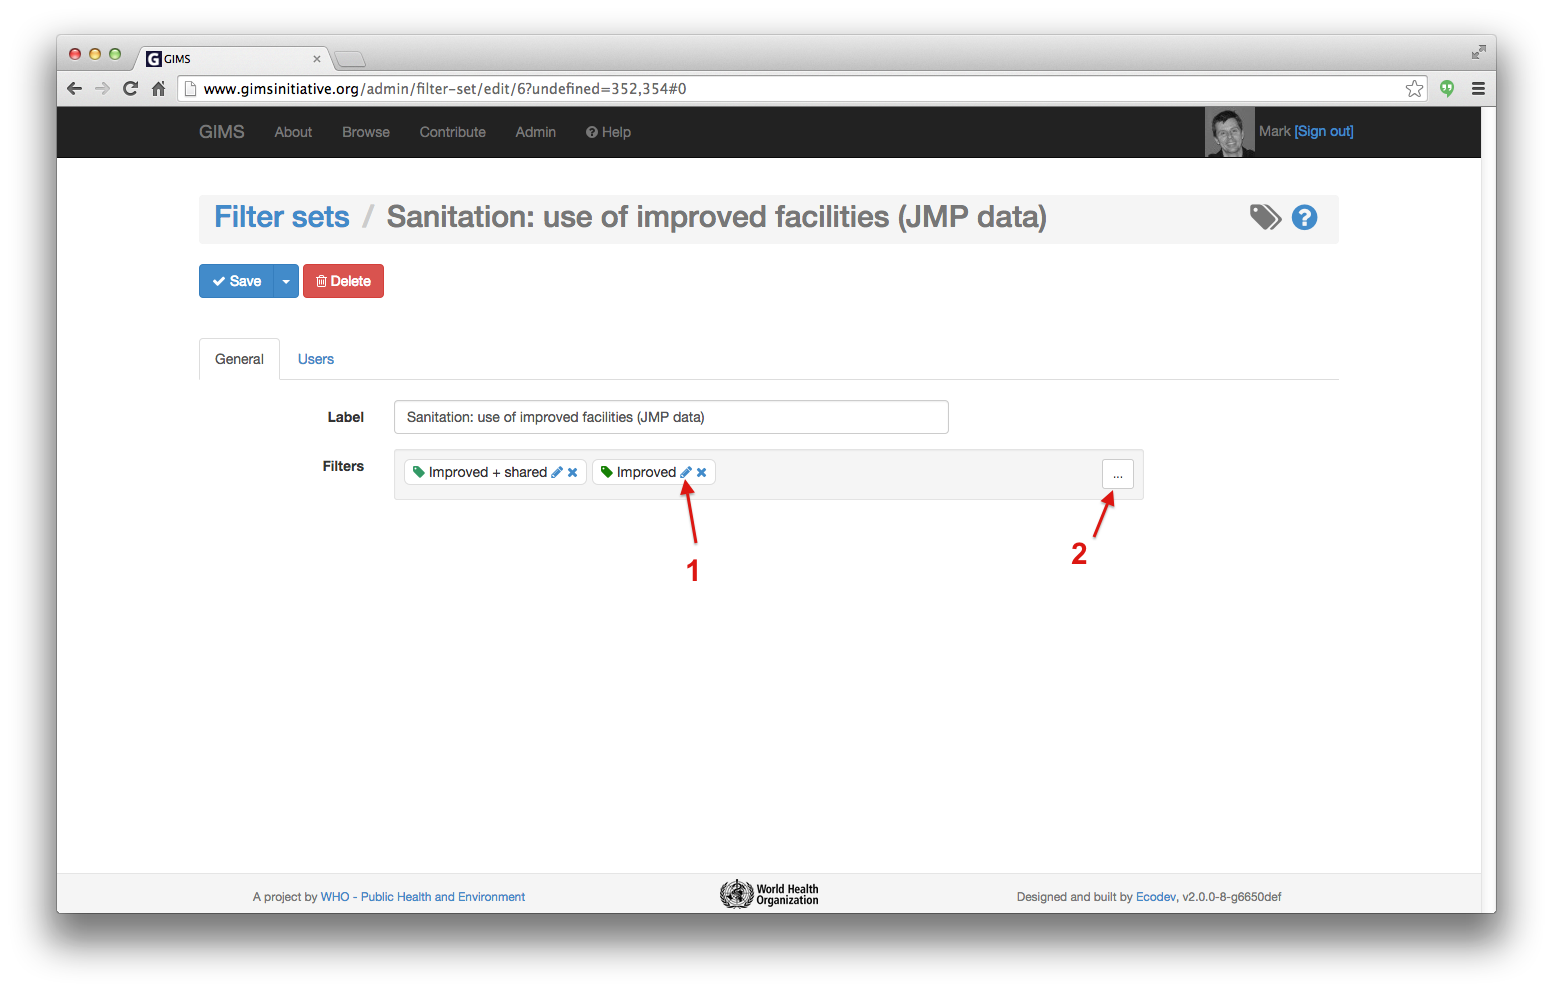 GIMS
www.gimsinitiative.org/admin/filter-set/edit/6?undefined=352,354#0
GIMS About Browse Contribute Admin Help Mark [Sign out]
Filter sets / Sanitation: use of improved facilities (JMP data)
Save Delete
General Users
Label Sanitation: use of improved facilities (JMP data)
Filters Improved + shared Improved ...
1 2
A project by WHO - Public Health and Environment World Health Organization Designed and built by Ecodev, v2.0.0-8-g6650def